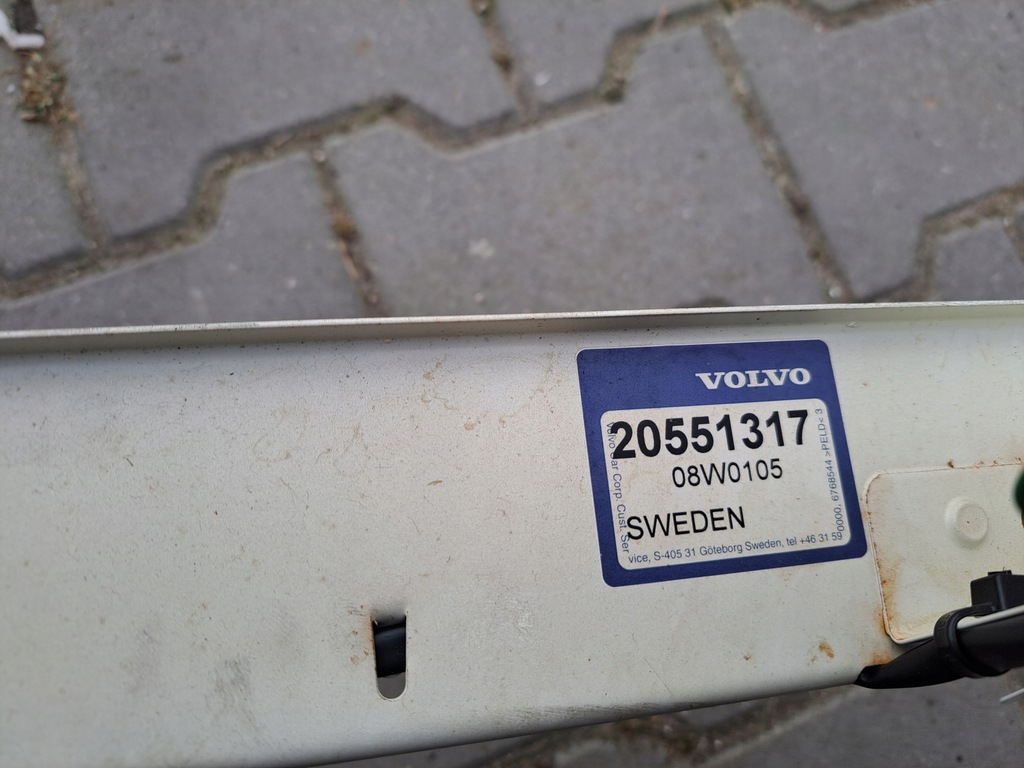 VOLVO
20551317
08W0105
SWEDEN
Volvo Car Corp. Cust. Ser
vice, S-405 31 Göteborg Sweden, tel +46 31 59
0000. 6768544 >PELD< 3